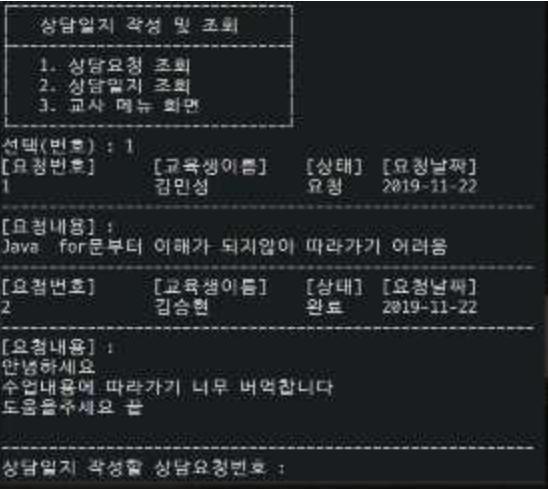 상담일지 작성 및 조회
1. 상담요청 조회
2. 상담일지 조회
3. 교사 메뉴 화면
선택(번호) : 1
[요청번호] [교육생이름] [상태] [요청날짜]
1 김민성 요청 2019-11-22
[요청내용] :
Java for문부터 이해가 되지않아 따라가기 어려움
[요청번호] [교육생이름] [상태] [요청날짜]
2 김승현 완료 2019-11-22
[요청내용] :
안녕하세요
수업내용에 따라가기 너무 버억찹니다
도움을주세요 끝
상담일지 작성할 상담요청번호 :